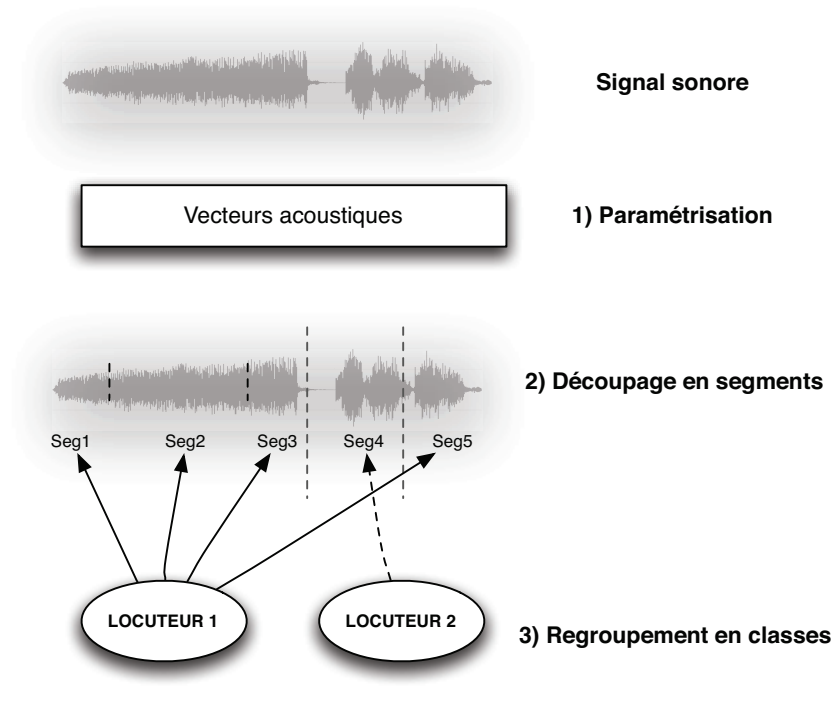 Signal sonore
Vecteurs acoustiques
1) Paramétrisation
2) Découpage en segments
Seg1 Seg2 Seg3 Seg4 Seg5
LOCUTEUR 1 LOCUTEUR 2
3) Regroupement en classes